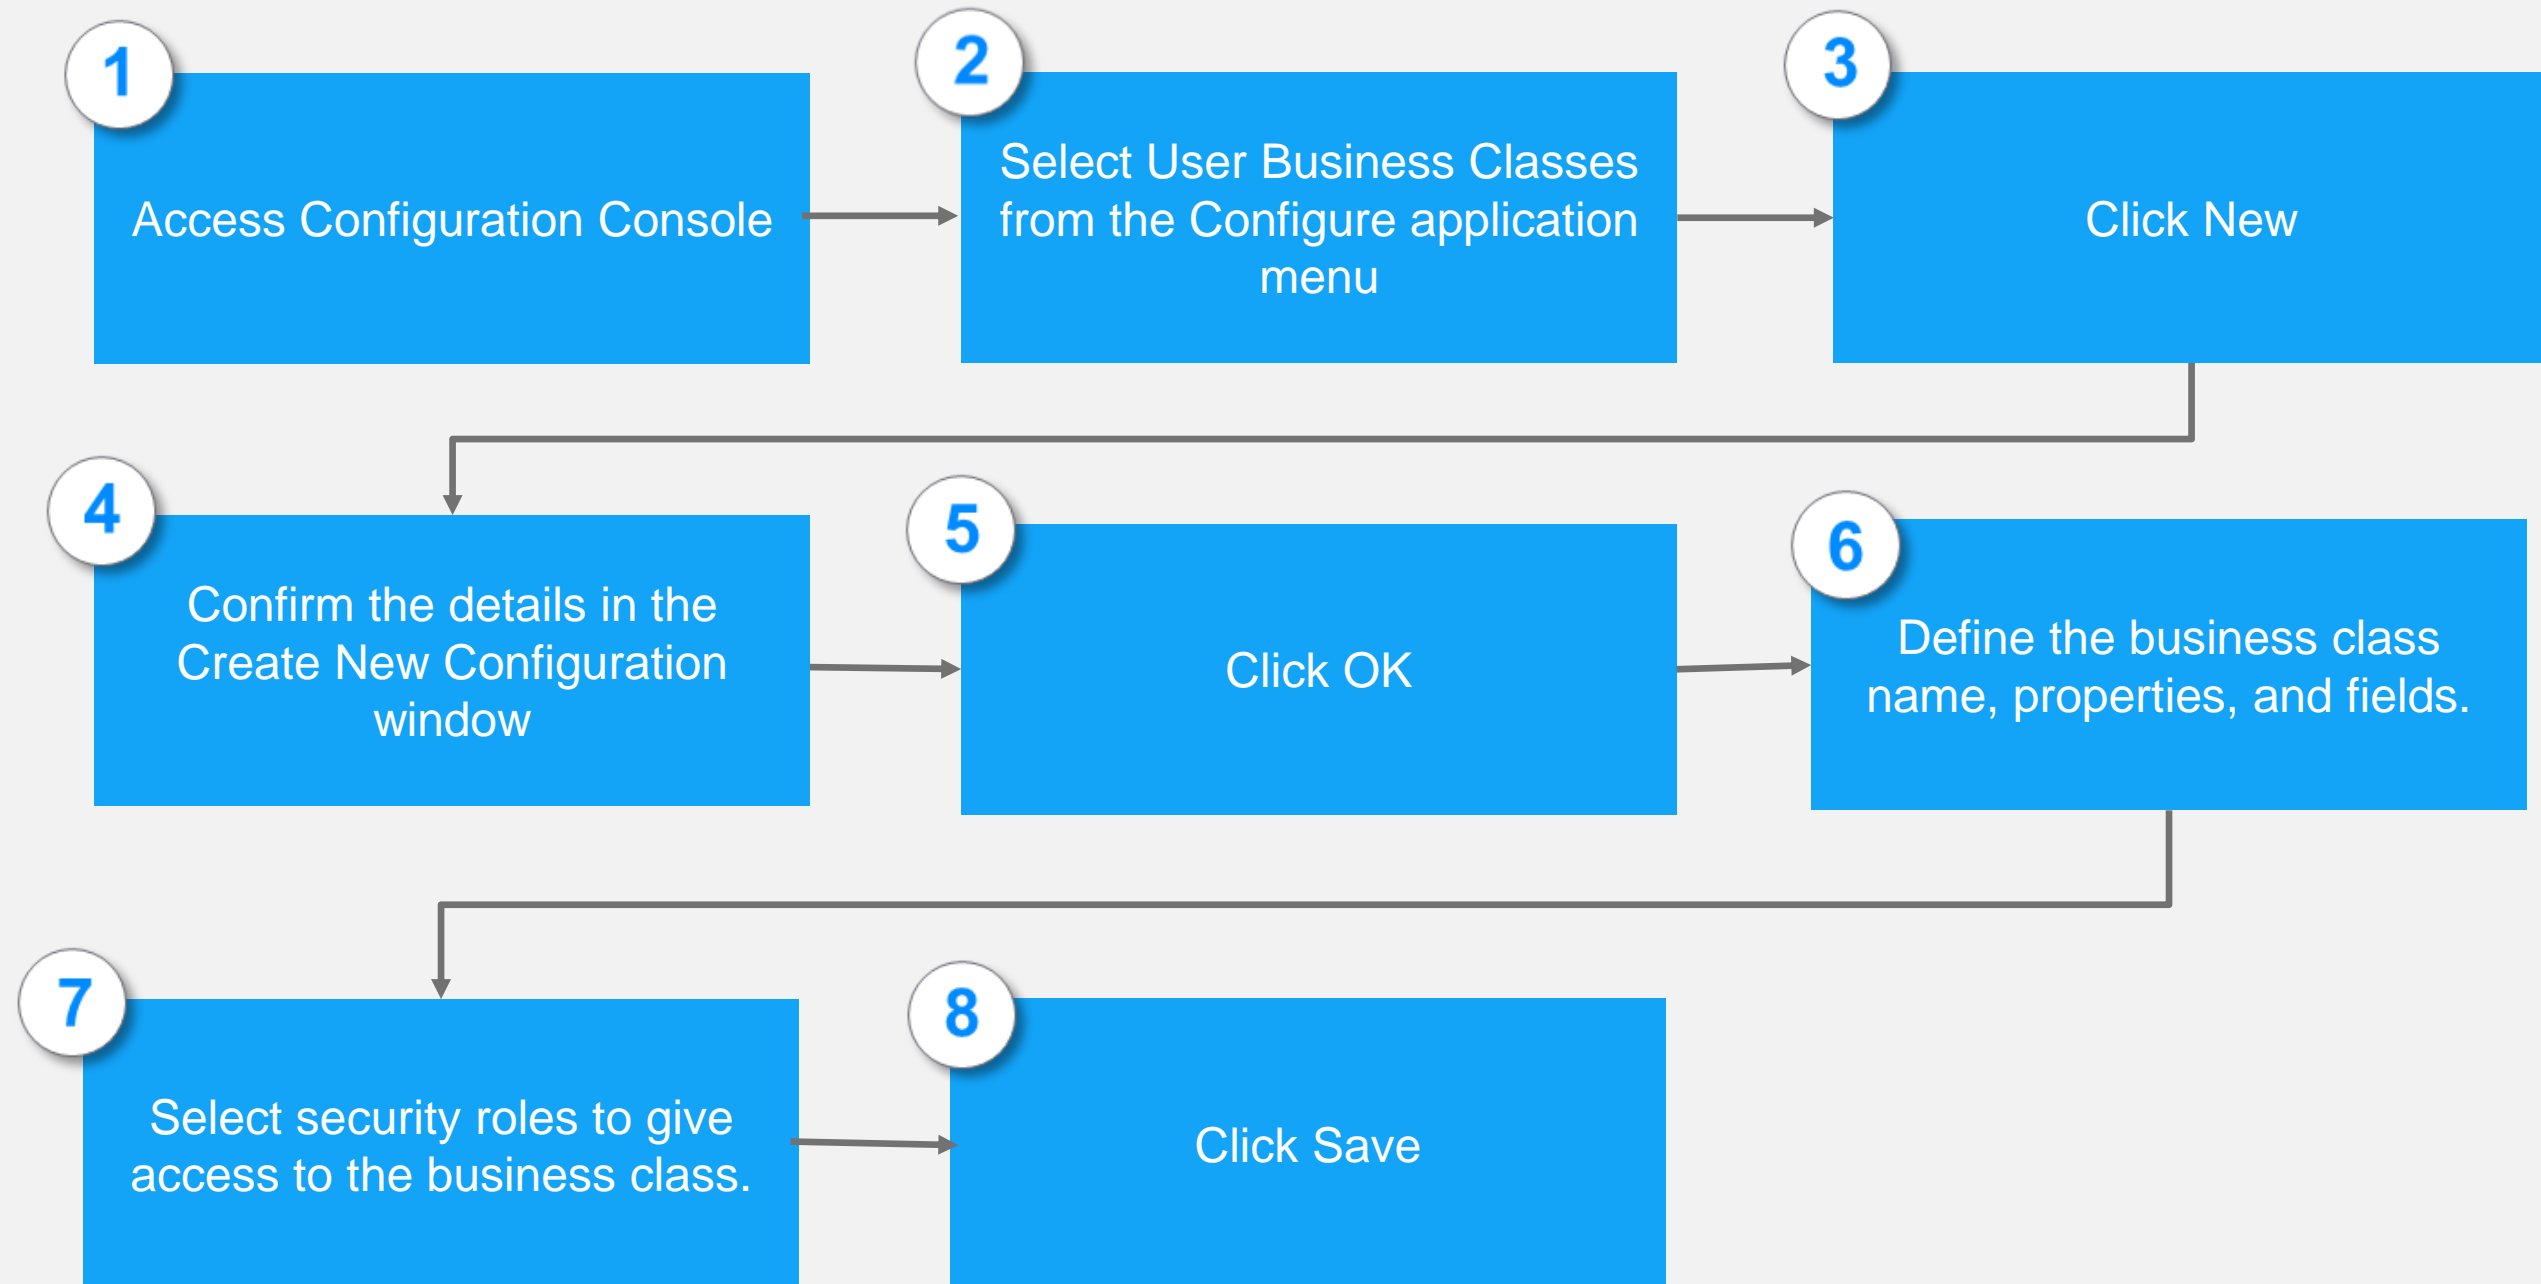 1
Access Configuration Console
2
Select User Business Classes
from the Configure application
menu
3
Click New
4
Confirm the details in the
Create New Configuration
window
5
Click OK
6
Define the business class
name, properties, and fields.
7
Select security roles to give
access to the business class.
8
Click Save